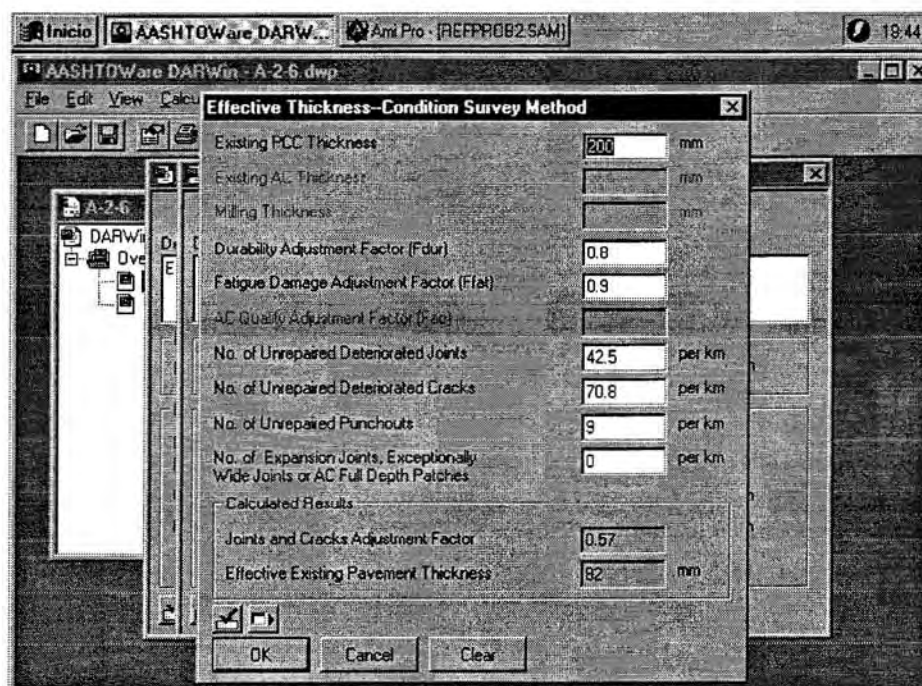 Inicio AASHTOWare DARW... Ami Pro - [REFPROB2.SAM] 19:44
AASHTOWare DARWin - A-2-6.dwp
File Edit View Calcu
Effective Thickness--Condition Survey Method
Existing PCC Thickness 200 mm
Existing AC Thickness mm
Milling Thickness mm
Durability Adjustment Factor (Fdur) 0.8
Fatigue Damage Adjustment Factor (Ffat) 0.9
AC Quality Adjustment Factor (Fac)
No. of Unrepaired Deteriorated Joints 42.5 per km
No. of Unrepaired Deteriorated Cracks 70.8 per km
No. of Unrepaired Punchouts 9 per km
No. of Expansion Joints, Exceptionally
Wide Joints or AC Full Depth Patches 0 per km
Calculated Results
Joints and Cracks Adjustment Factor 0.57
Effective Existing Pavement Thickness 82 mm
OK Cancel Clear
A-2-6
DARWi
Ove